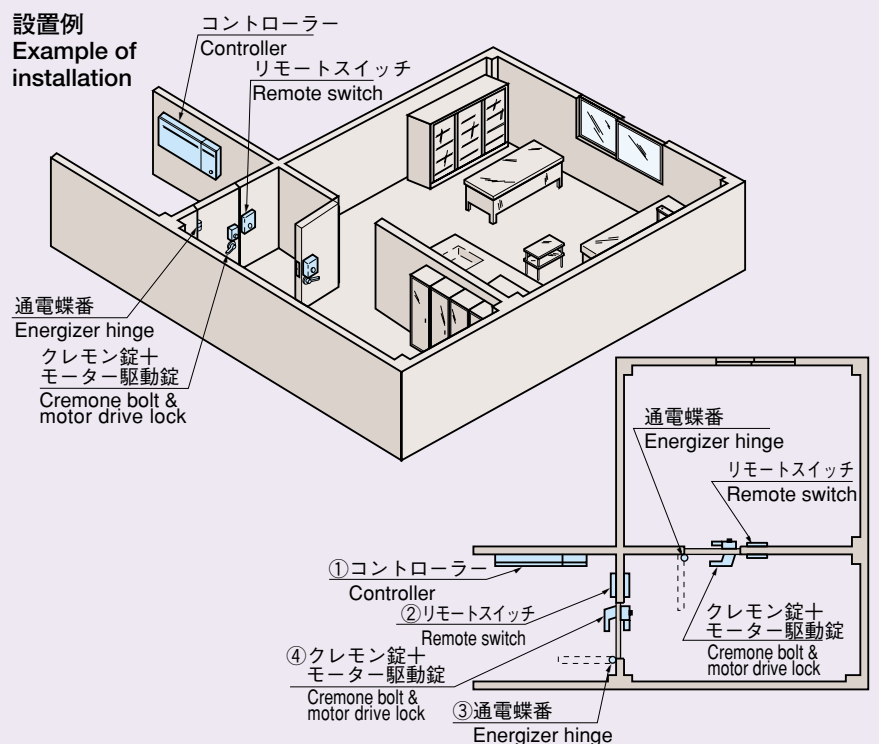 設置例
Example of
installation
コントローラー
Controller
リモートスイッチ
Remote switch
通電蝶番
Energizer hinge
クレモン錠＋
モーター駆動錠
Cremone bolt &
motor drive lock
通電蝶番
Energizer hinge
リモートスイッチ
Remote switch
①コントローラー
Controller
②リモートスイッチ
Remote switch
クレモン錠＋
モーター駆動錠
Cremone bolt &
motor drive lock
④クレモン錠＋
モーター駆動錠
Cremone bolt &
motor drive lock
③通電蝶番
Energizer hinge